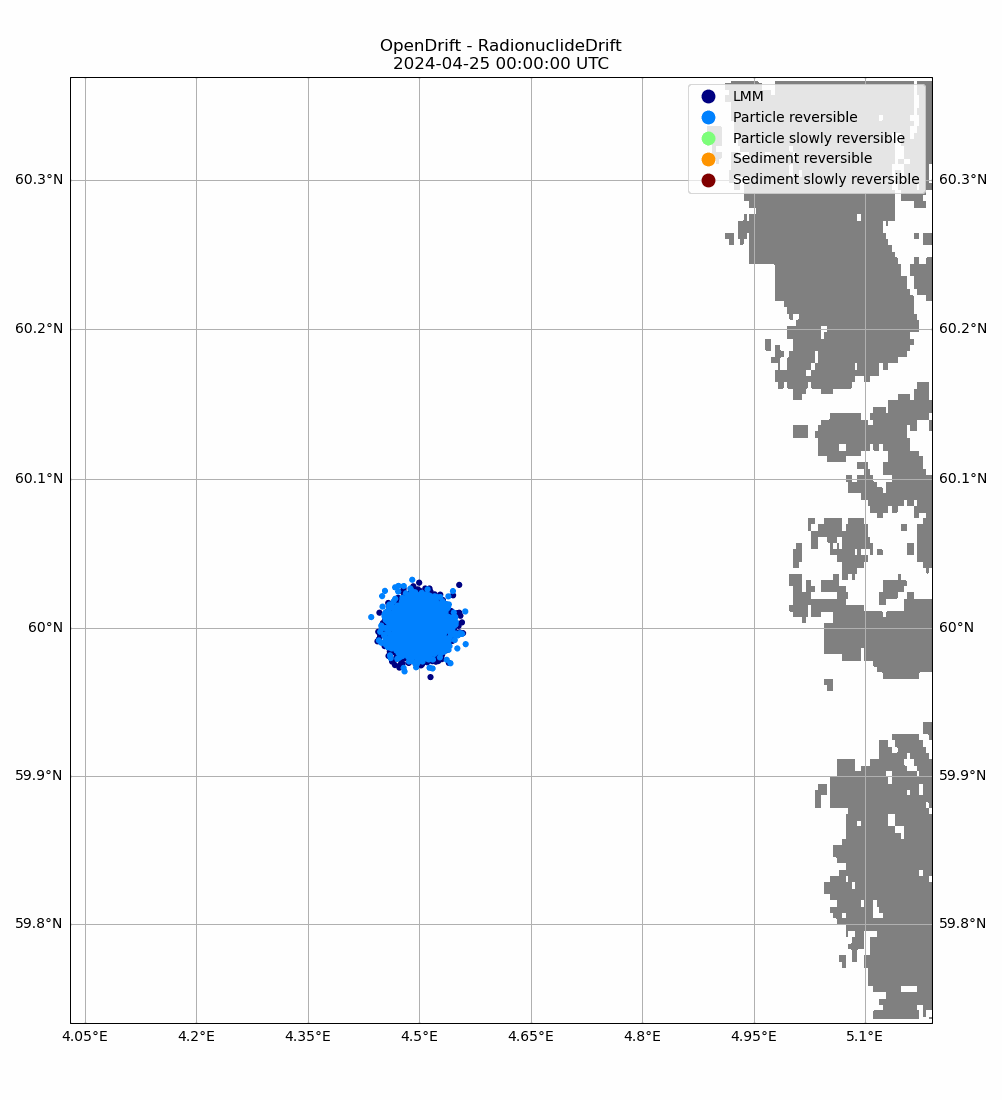 OpenDrift - RadionuclideDrift
2024-04-25 00:00:00 UTC
LMM
Particle reversible
Particle slowly reversible
Sediment reversible
Sediment slowly reversible
60.3°N 60.3°N
60.2°N 60.2°N
60.1°N 60.1°N
60°N 60°N
59.9°N 59.9°N
59.8°N 59.8°N
4.05°E 4.2°E 4.35°E 4.5°E 4.65°E 4.8°E 4.95°E 5.1°E